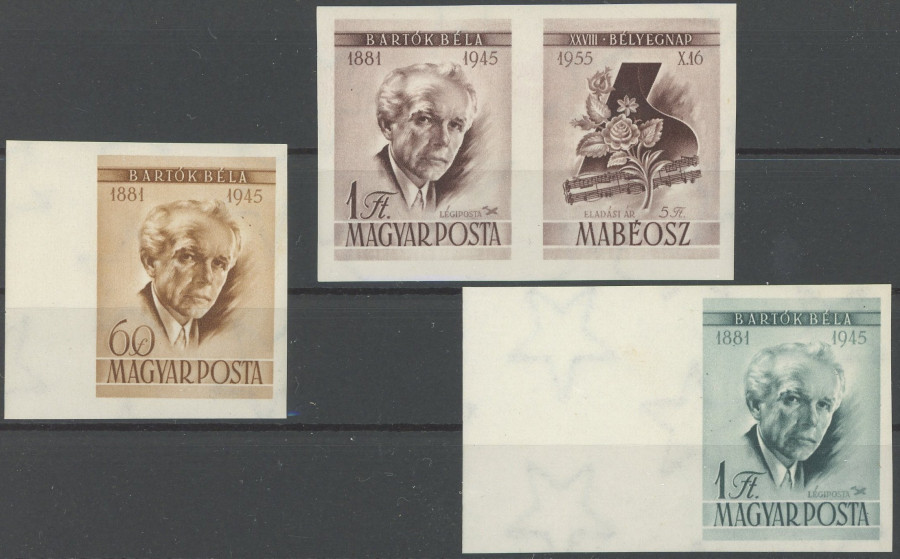 BARTÓK BÉLA
1881 1945
1 Ft.
LÉGIPOSTA
MAGYAR POSTA
XXVIII · BÉLYEGNAP
1955 X.16
ELADÁSI ÁR 5 Ft.
MABÉOSZ
BARTÓK BÉLA
1881 1945
60 f
MAGYAR POSTA
BARTÓK BÉLA
1881 1945
1 Ft.
LÉGIPOSTA
MAGYAR POSTA